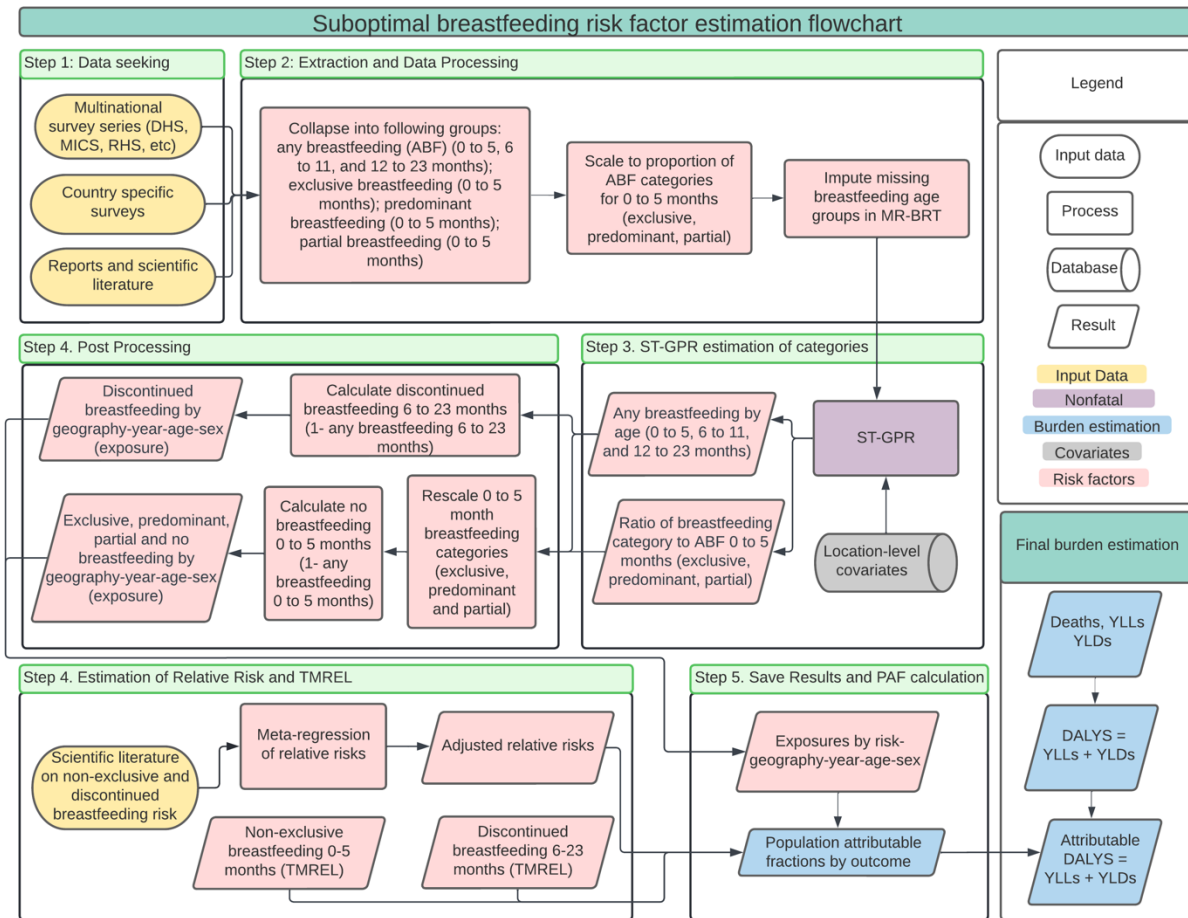 Suboptimal breastfeeding risk factor estimation flowchart
Step 1: Data seeking
Multinational
survey series (DHS,
MICS, RHS, etc)
Country specific
surveys
Reports and scientific
literature
Step 2: Extraction and Data Processing
Collapse into following groups:
any breastfeeding (ABF) (0 to 5, 6
to 11, and 12 to 23 months);
exclusive breastfeeding (0 to 5
months); predominant
breastfeeding (0 to 5 months);
partial breastfeeding (0 to 5
months)
Scale to proportion of
ABF categories
for 0 to 5 months
(exclusive,
predominant, partial)
Impute missing
breastfeeding age
groups in MR-BRT
Legend
Input data
Process
Database
Result
Input Data
Nonfatal
Burden estimation
Covariates
Risk factors
Step 4. Post Processing
Discontinued
breastfeeding by
geography-year-age-sex
(exposure)
Calculate discontinued
breastfeeding 6 to 23 months
(1- any breastfeeding 6 to 23
months)
Exclusive, predominant,
partial and no
breastfeeding by
geography-year-age-sex
(exposure)
Calculate no
breastfeeding
0 to 5 months
(1- any
breastfeeding
0 to 5 months)
Rescale 0 to 5
month
breastfeeding
categories
(exclusive,
predominant
and partial)
Step 3. ST-GPR estimation of categories
Any breastfeeding by
age (0 to 5, 6 to 11,
and 12 to 23 months)
ST-GPR
Ratio of breastfeeding
category to ABF 0 to 5
months (exclusive,
predominant, partial)
Location-level
covariates
Final burden estimation
Deaths, YLLs
YLDs
DALYS =
YLLs + YLDs
Attributable
DALYS =
YLLs + YLDs
Step 4. Estimation of Relative Risk and TMREL
Scientific literature
on non-exclusive and
discontinued
breastfeeding risk
Meta-regression
of relative risks
Adjusted relative risks
Non-exclusive
breastfeeding 0-5
months (TMREL)
Discontinued
breastfeeding 6-23
months (TMREL)
Step 5. Save Results and PAF calculation
Exposures by risk-
geography-year-age-sex
Population attributable
fractions by outcome